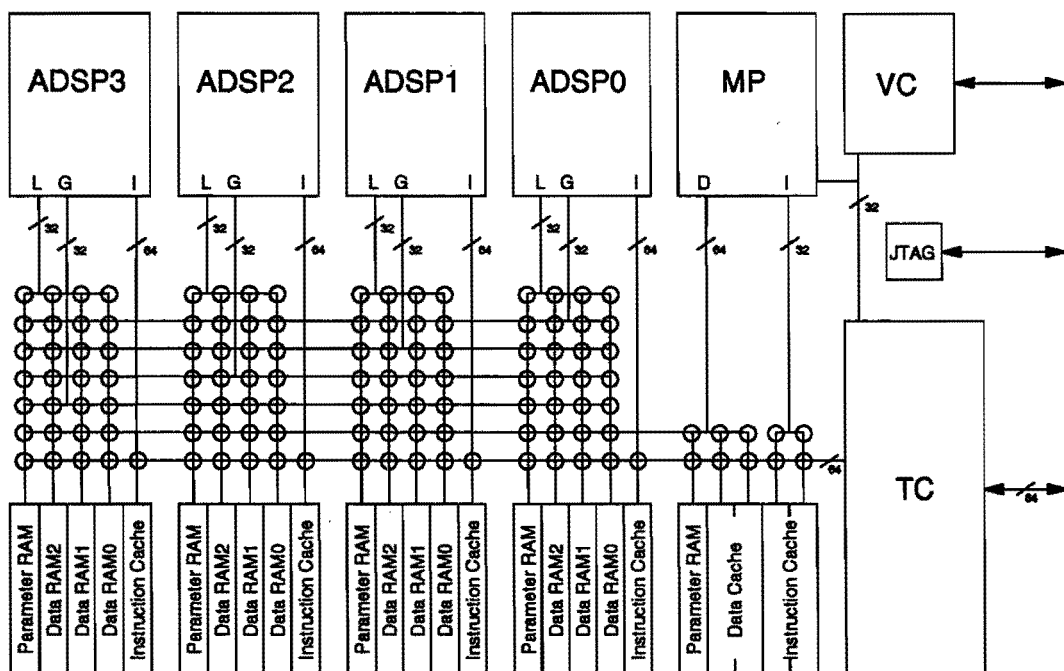 ADSP3 ADSP2 ADSP1 ADSP0 MP VC
L G I L G I L G I L G I D I
32 32 64 32 32 64 32 32 64 32 32 64 64 32 32
JTAG
64
TC
64
Parameter RAM
Data RAM2
Data RAM1
Data RAM0
Instruction Cache
Parameter RAM
Data RAM2
Data RAM1
Data RAM0
Instruction Cache
Parameter RAM
Data RAM2
Data RAM1
Data RAM0
Instruction Cache
Parameter RAM
Data RAM2
Data RAM1
Data RAM0
Instruction Cache
Parameter RAM
Data Cache
Instruction Cache